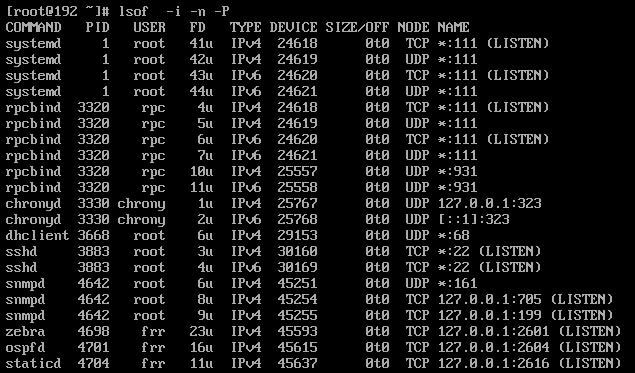 [root@192 ~]# lsof  -i -n -P
COMMAND   PID   USER   FD   TYPE DEVICE SIZE/OFF NODE NAME
systemd     1   root   41u  IPv4  24618      0t0  TCP *:111 (LISTEN)
systemd     1   root   42u  IPv4  24619      0t0  UDP *:111
systemd     1   root   43u  IPv6  24620      0t0  TCP *:111 (LISTEN)
systemd     1   root   44u  IPv6  24621      0t0  UDP *:111
rpcbind  3320    rpc    4u  IPv4  24618      0t0  TCP *:111 (LISTEN)
rpcbind  3320    rpc    5u  IPv4  24619      0t0  UDP *:111
rpcbind  3320    rpc    6u  IPv6  24620      0t0  TCP *:111 (LISTEN)
rpcbind  3320    rpc    7u  IPv6  24621      0t0  UDP *:111
rpcbind  3320    rpc   10u  IPv4  25557      0t0  UDP *:931
rpcbind  3320    rpc   11u  IPv6  25558      0t0  UDP *:931
chronyd  3330 chrony    1u  IPv4  25767      0t0  UDP 127.0.0.1:323
chronyd  3330 chrony    2u  IPv6  25768      0t0  UDP [::1]:323
dhclient 3668   root    6u  IPv4  29153      0t0  UDP *:68
sshd     3883   root    3u  IPv4  30160      0t0  TCP *:22 (LISTEN)
sshd     3883   root    4u  IPv6  30169      0t0  TCP *:22 (LISTEN)
snmpd    4642   root    6u  IPv4  45251      0t0  UDP *:161
snmpd    4642   root    8u  IPv4  45254      0t0  TCP 127.0.0.1:705 (LISTEN)
snmpd    4642   root    9u  IPv4  45255      0t0  TCP 127.0.0.1:199 (LISTEN)
zebra    4698    frr   23u  IPv4  45593      0t0  TCP 127.0.0.1:2601 (LISTEN)
ospfd    4701    frr   16u  IPv4  45615      0t0  TCP 127.0.0.1:2604 (LISTEN)
staticd  4704    frr   11u  IPv4  45637      0t0  TCP 127.0.0.1:2616 (LISTEN)